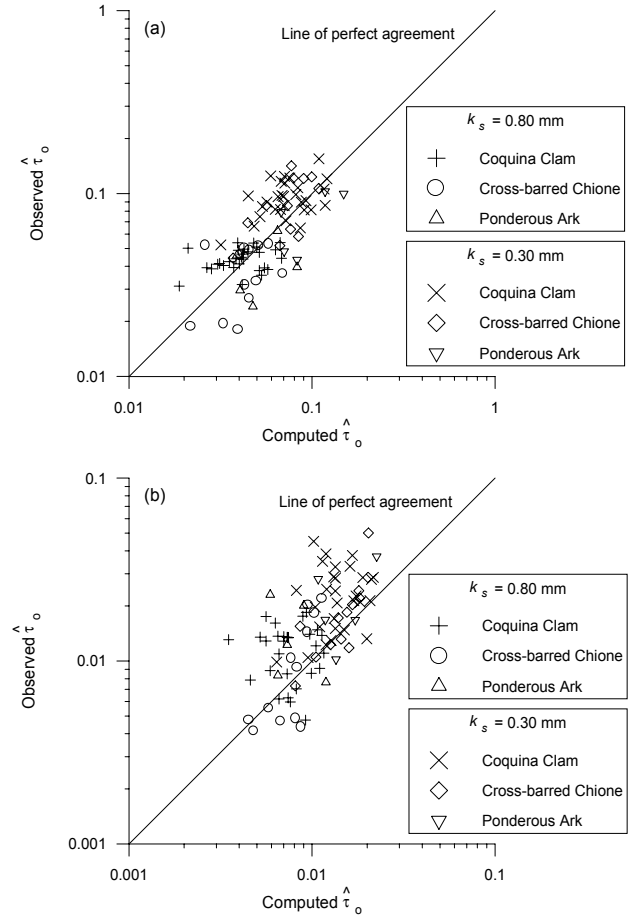 1
(a)
Line of perfect agreement
k s = 0.80 mm
Coquina Clam
Cross-barred Chione
Ponderous Ark
k s = 0.30 mm
Coquina Clam
Cross-barred Chione
Ponderous Ark
Observed τ̂ o
0.1
0.01
0.01
0.1
1
Computed τ̂ o
0.1
(b)
Line of perfect agreement
k s = 0.80 mm
Coquina Clam
Cross-barred Chione
Ponderous Ark
k s = 0.30 mm
Coquina Clam
Cross-barred Chione
Ponderous Ark
Observed τ̂ o
0.01
0.001
0.001
0.01
0.1
Computed τ̂ o